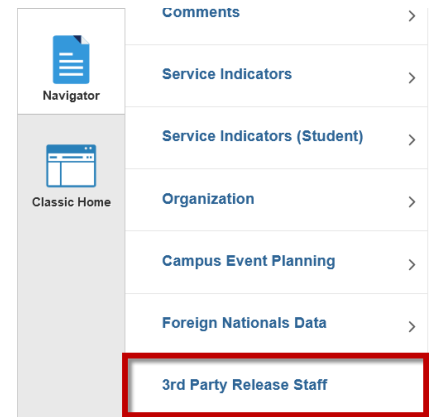 Comments
Service Indicators
Navigator
Service Indicators (Student)
Classic Home
Organization
Campus Event Planning
Foreign Nationals Data
3rd Party Release Staff